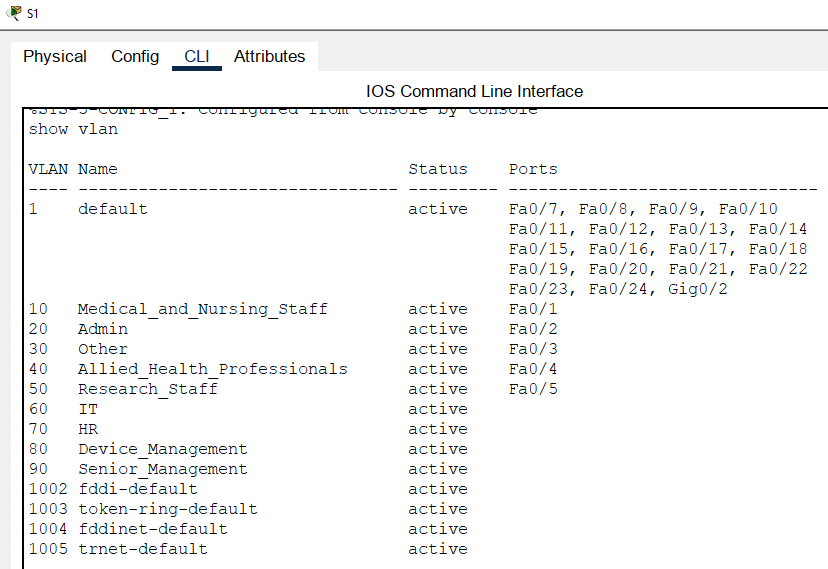 S1
Physical Config CLI Attributes
IOS Command Line Interface
%SYS-5-CONFIG_I: Configured from console by console
show vlan
VLAN Name                             Status    Ports
---- -------------------------------- --------- -------------------------------
1    default                          active    Fa0/7, Fa0/8, Fa0/9, Fa0/10
                                                Fa0/11, Fa0/12, Fa0/13, Fa0/14
                                                Fa0/15, Fa0/16, Fa0/17, Fa0/18
                                                Fa0/19, Fa0/20, Fa0/21, Fa0/22
                                                Fa0/23, Fa0/24, Gig0/2
10   Medical_and_Nursing_Staff        active    Fa0/1
20   Admin                            active    Fa0/2
30   Other                            active    Fa0/3
40   Allied_Health_Professionals      active    Fa0/4
50   Research_Staff                   active    Fa0/5
60   IT                               active
70   HR                               active
80   Device_Management                active
90   Senior_Management                active
1002 fddi-default                     active
1003 token-ring-default               active
1004 fddinet-default                  active
1005 trnet-default                    active